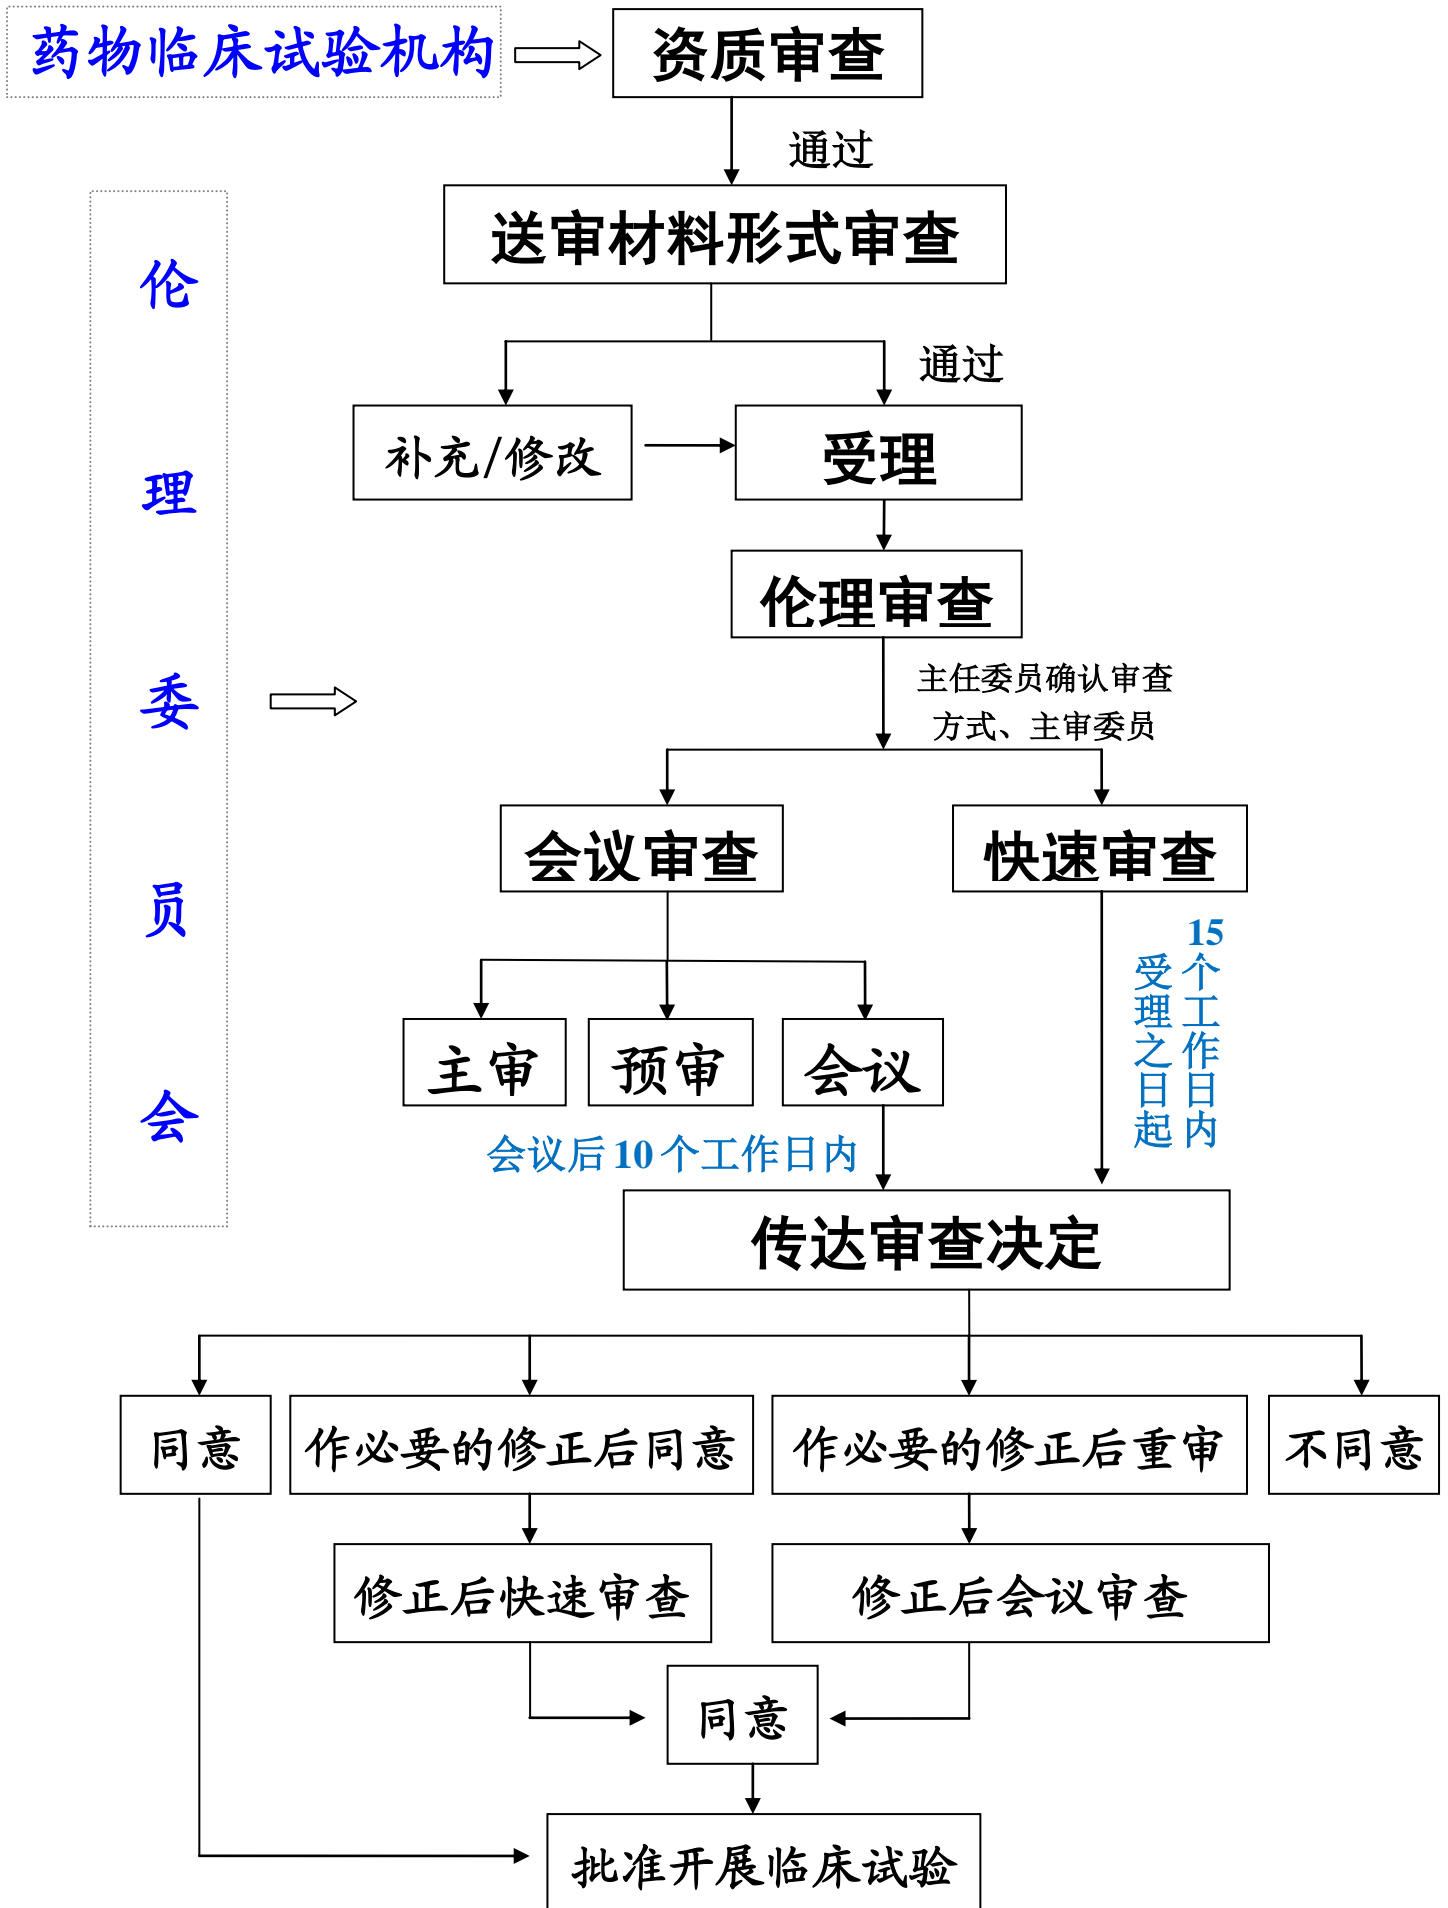 药物临床试验机构
资质审查
通过
送审材料形式审查
通过
补充/修改
受理
伦理审查
主任委员确认审查
方式、主审委员
伦理委员会
会议审查
快速审查
主审
预审
会议
受理之日起
15个工作日内
会议后10个工作日内
传达审查决定
同意
作必要的修正后同意
作必要的修正后重审
不同意
修正后快速审查
修正后会议审查
同意
批准开展临床试验